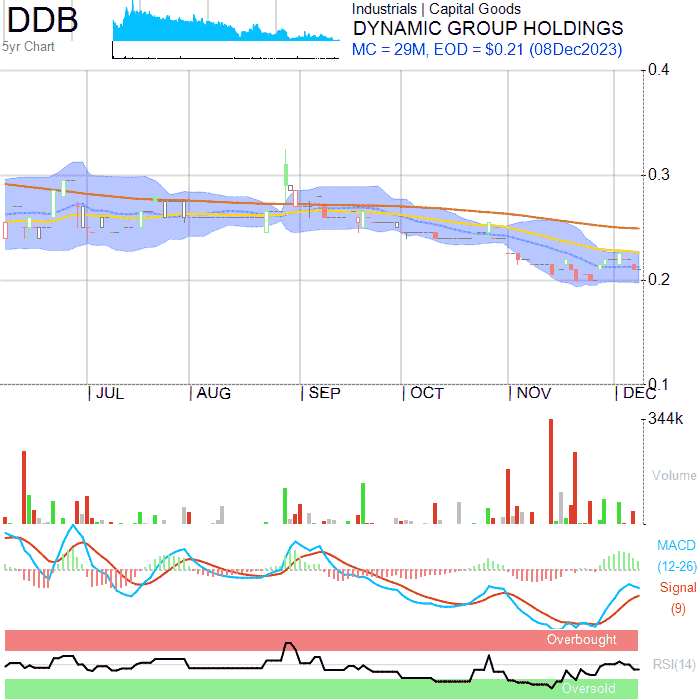 DDB
5yr Chart
Industrials | Capital Goods
DYNAMIC GROUP HOLDINGS
MC = 29M, EOD = $0.21 (08Dec2023)
0.4
0.3
0.2
0.1
JUL AUG SEP OCT NOV DEC
344k
Volume
MACD
(12-26)
Signal
(9)
Overbought
RSI(14)
Oversold